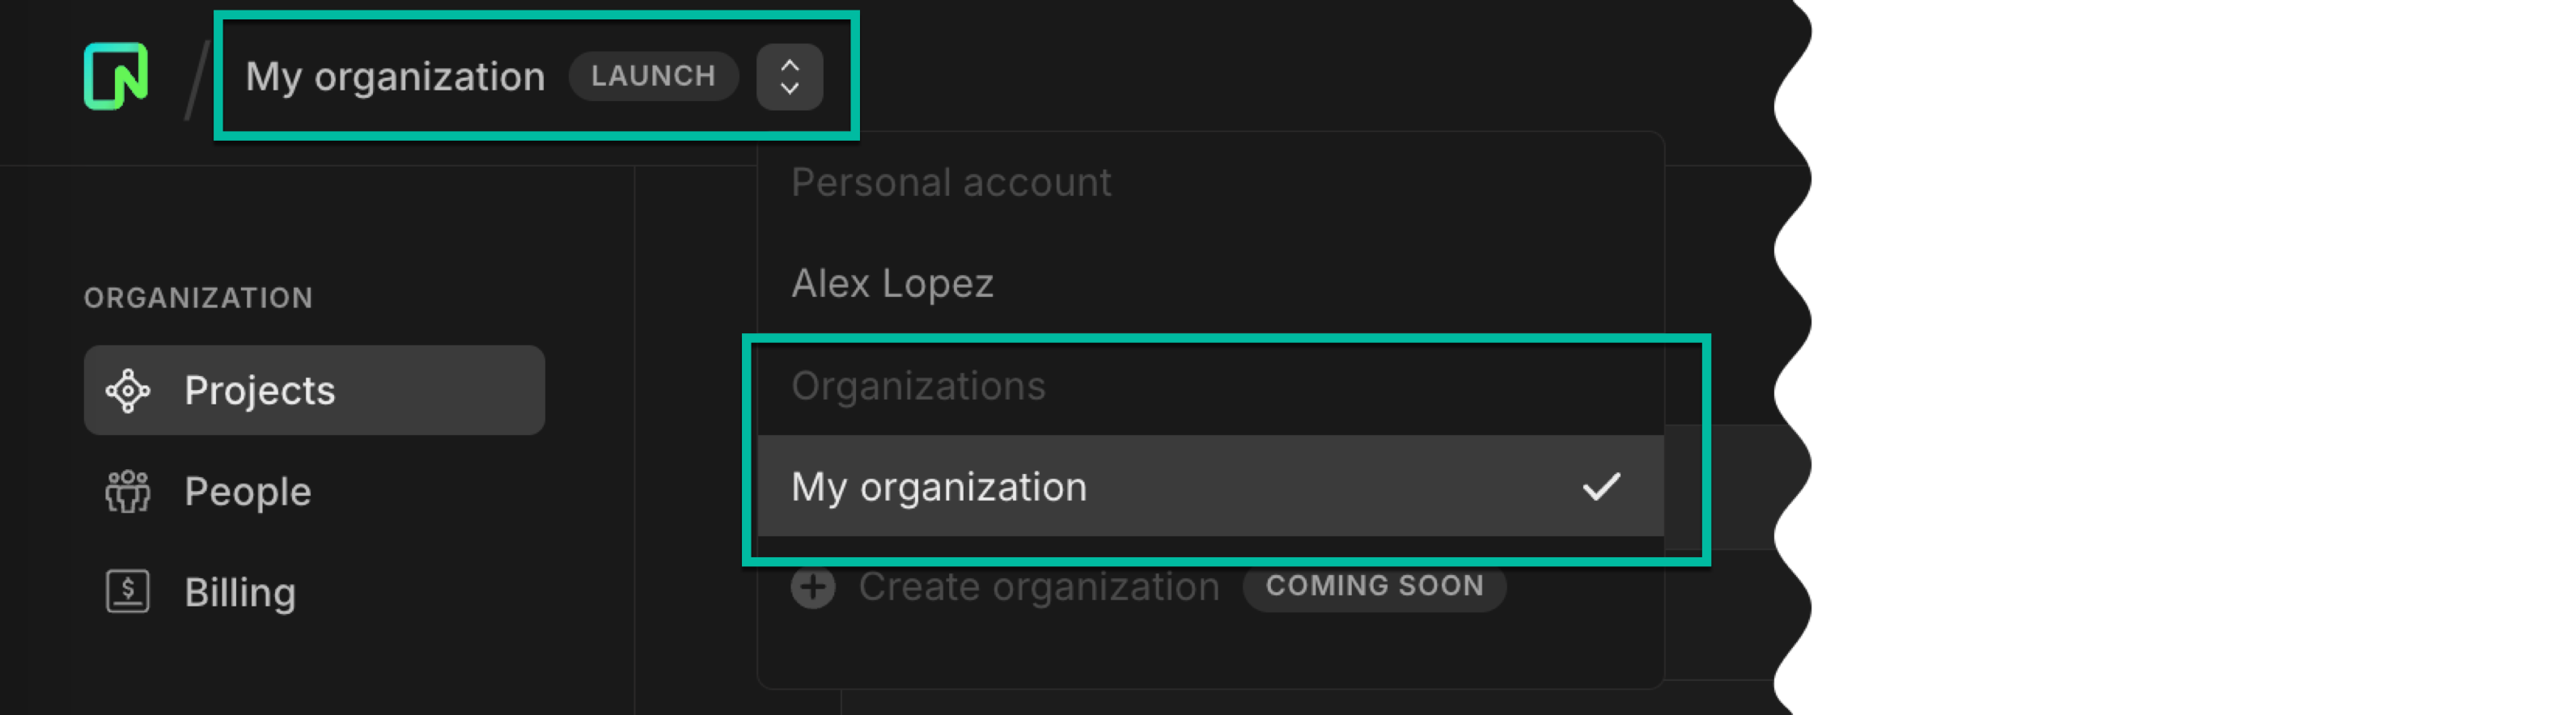 My organization LAUNCH
Personal account
Alex Lopez
ORGANIZATION
Projects
People
Billing
Organizations
My organization
Create organization COMING SOON